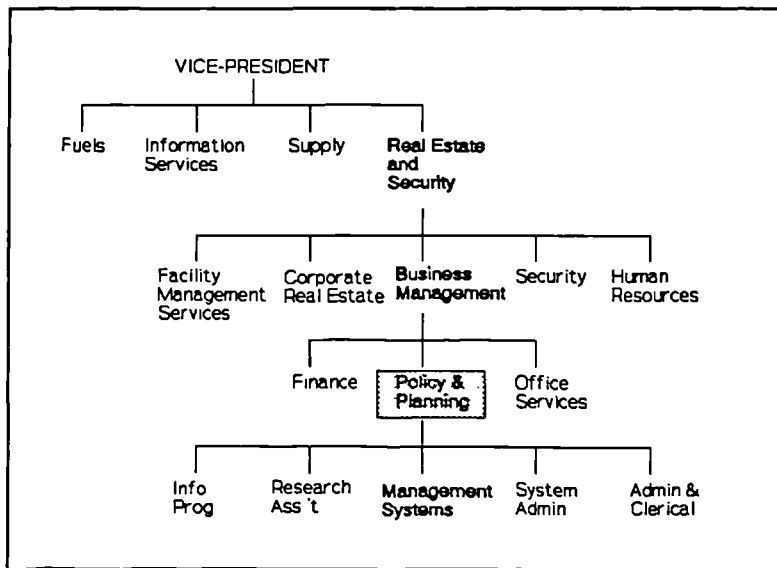 VICE-PRESIDENT
Fuels
Information
Services
Supply
Real Estate
and
Security
Facility
Management
Services
Corporate
Real Estate
Business
Management
Security
Human
Resources
Finance
Policy &
Planning
Office
Services
Info
Prog
Research
Ass't
Management
Systems
System
Admin
Admin &
Clerical